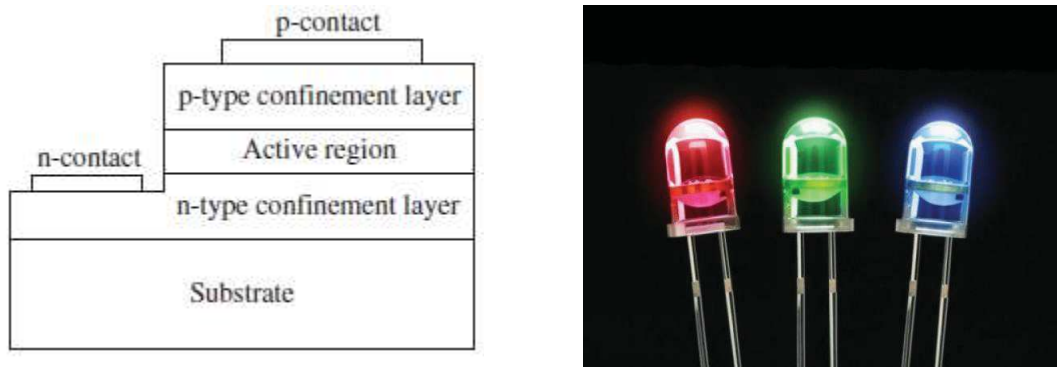 p-contact
p-type confinement layer
Active region
n-contact
n-type confinement layer
Substrate